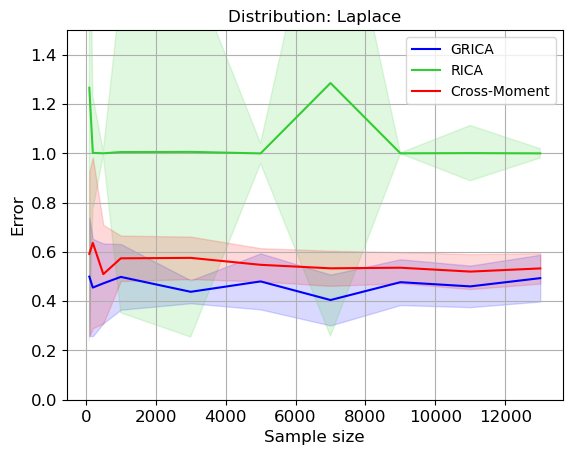 Distribution: Laplace
GRICA
RICA
Cross-Moment
Error
1.4
1.2
1.0
0.8
0.6
0.4
0.2
0.0
0 2000 4000 6000 8000 10000 12000
Sample size